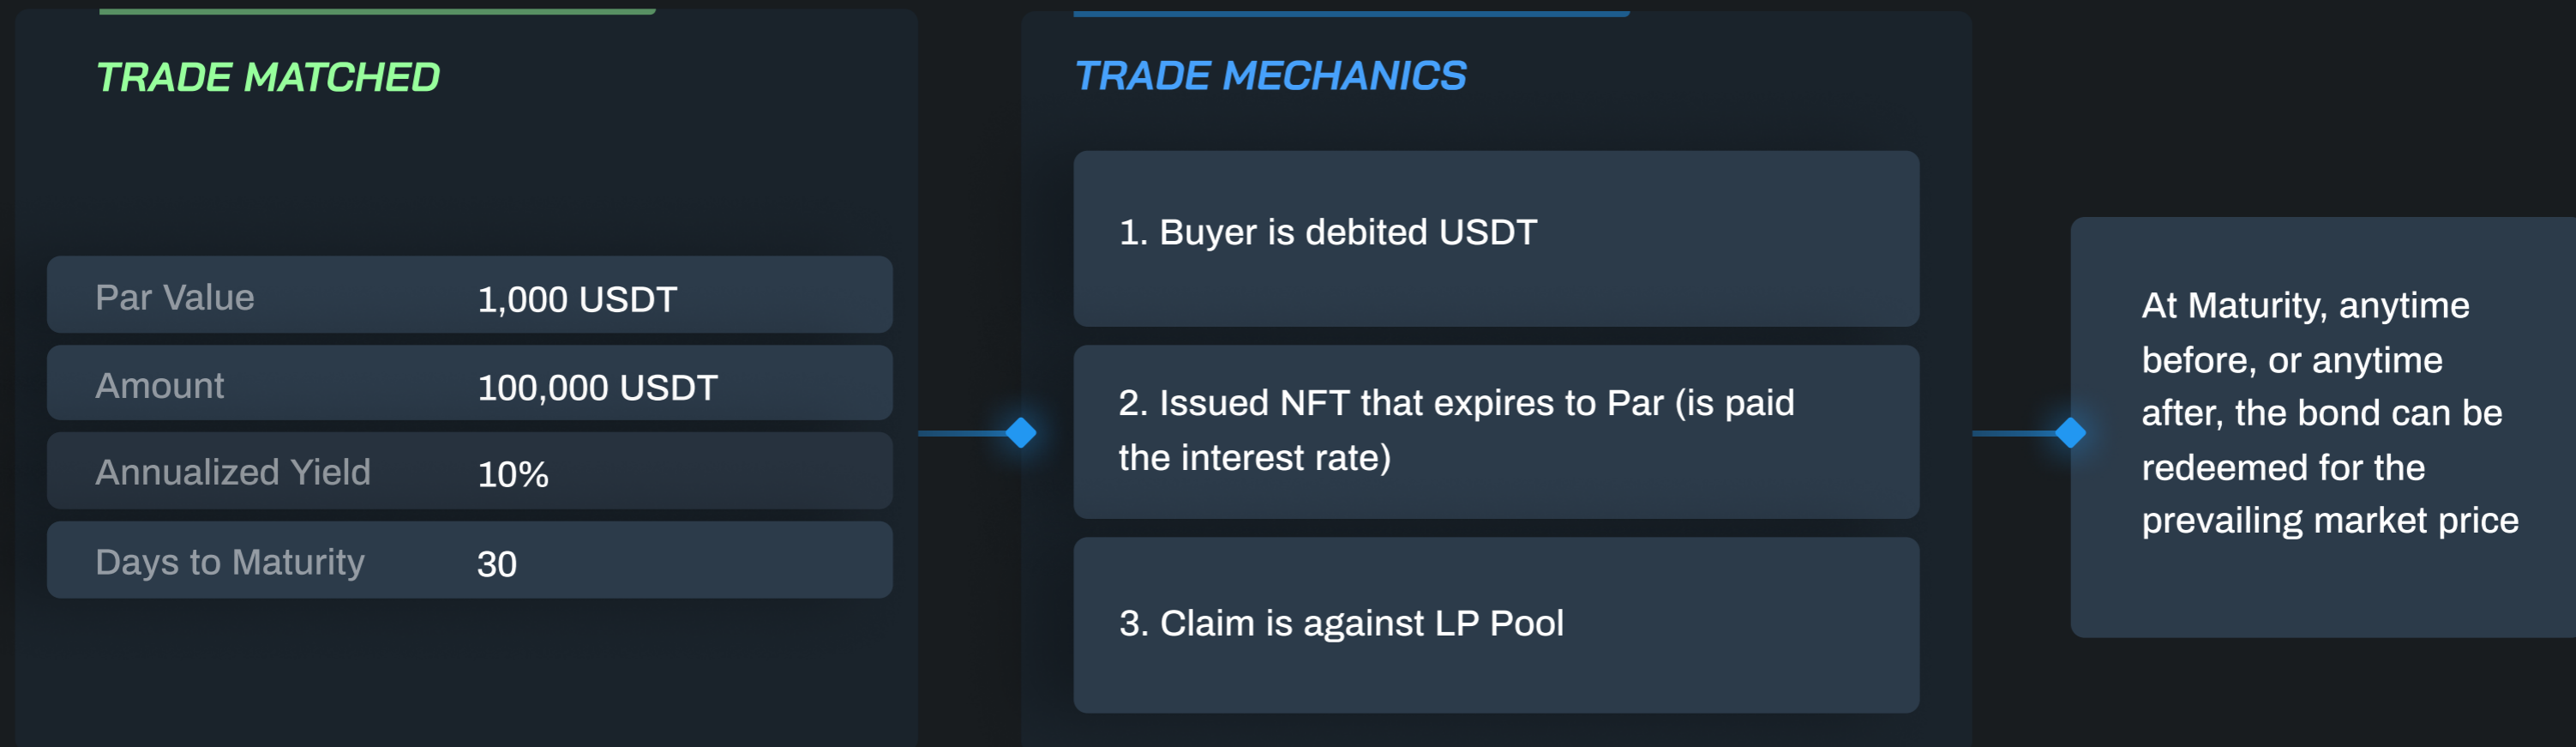 TRADE MATCHED
Par Value 1,000 USDT
Amount 100,000 USDT
Annualized Yield 10%
Days to Maturity 30
TRADE MECHANICS
1. Buyer is debited USDT
2. Issued NFT that expires to Par (is paid
the interest rate)
3. Claim is against LP Pool
At Maturity, anytime
before, or anytime
after, the bond can be
redeemed for the
prevailing market price